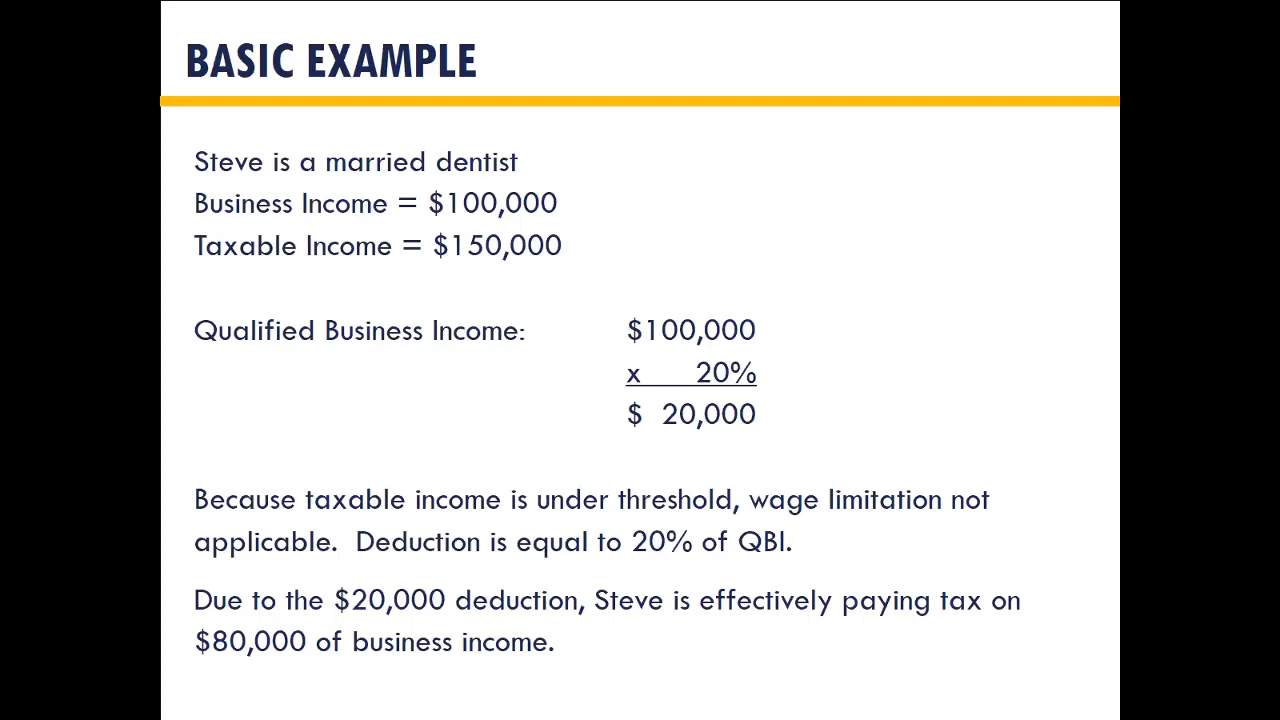 BASIC EXAMPLE
Steve is a married dentist
Business Income = $100,000
Taxable Income = $150,000
Qualified Business Income: $100,000
x 20%
$ 20,000
Because taxable income is under threshold, wage limitation not
applicable. Deduction is equal to 20% of QBI.
Due to the $20,000 deduction, Steve is effectively paying tax on
$80,000 of business income.